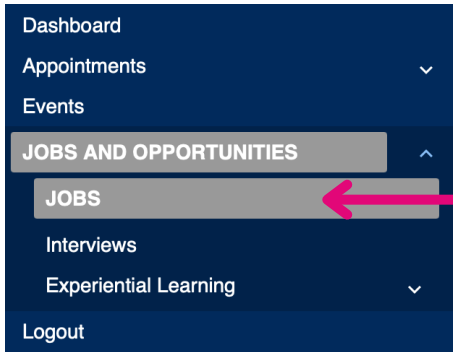 Dashboard
Appointments
Events
JOBS AND OPPORTUNITIES
JOBS
Interviews
Experiential Learning
Logout